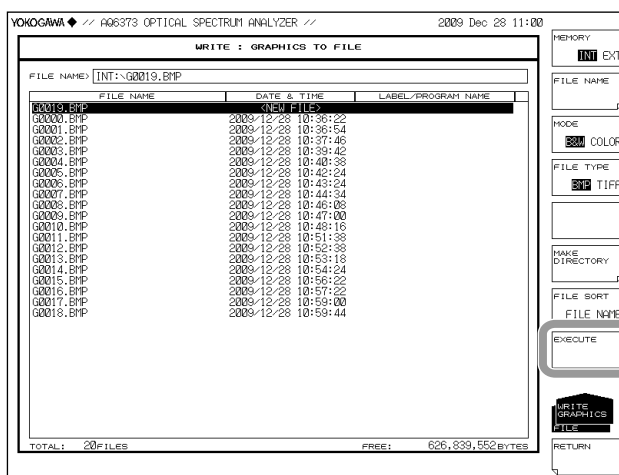 YOKOGAWA◆ // AQ6373 OPTICAL SPECTRUM ANALYZER //
2009 Dec 28 11:00
WRITE : GRAPHICS TO FILE
FILE NAME> INT:\G0019.BMP
FILE NAME DATE & TIME LABEL/PROGRAM NAME
G0019.BMP <NEW FILE>
G0000.BMP 2009/12/28 10:36:22
G0001.BMP 2009/12/28 10:36:54
G0002.BMP 2009/12/28 10:37:46
G0003.BMP 2009/12/28 10:39:42
G0004.BMP 2009/12/28 10:40:38
G0005.BMP 2009/12/28 10:42:24
G0006.BMP 2009/12/28 10:43:24
G0007.BMP 2009/12/28 10:44:34
G0008.BMP 2009/12/28 10:46:08
G0009.BMP 2009/12/28 10:47:00
G0010.BMP 2009/12/28 10:48:16
G0011.BMP 2009/12/28 10:51:38
G0012.BMP 2009/12/28 10:52:38
G0013.BMP 2009/12/28 10:53:18
G0014.BMP 2009/12/28 10:54:24
G0015.BMP 2009/12/28 10:56:22
G0016.BMP 2009/12/28 10:57:22
G0017.BMP 2009/12/28 10:59:00
G0018.BMP 2009/12/28 10:59:44
TOTAL: 20FILES FREE: 626,839,552BYTES
MEMORY
INT EXT
FILE NAME
MODE
B&W COLOR
FILE TYPE
BMP TIFF
MAKE
DIRECTORY
FILE SORT
FILE NAME
EXECUTE
WRITE
GRAPHICS
FILE
RETURN